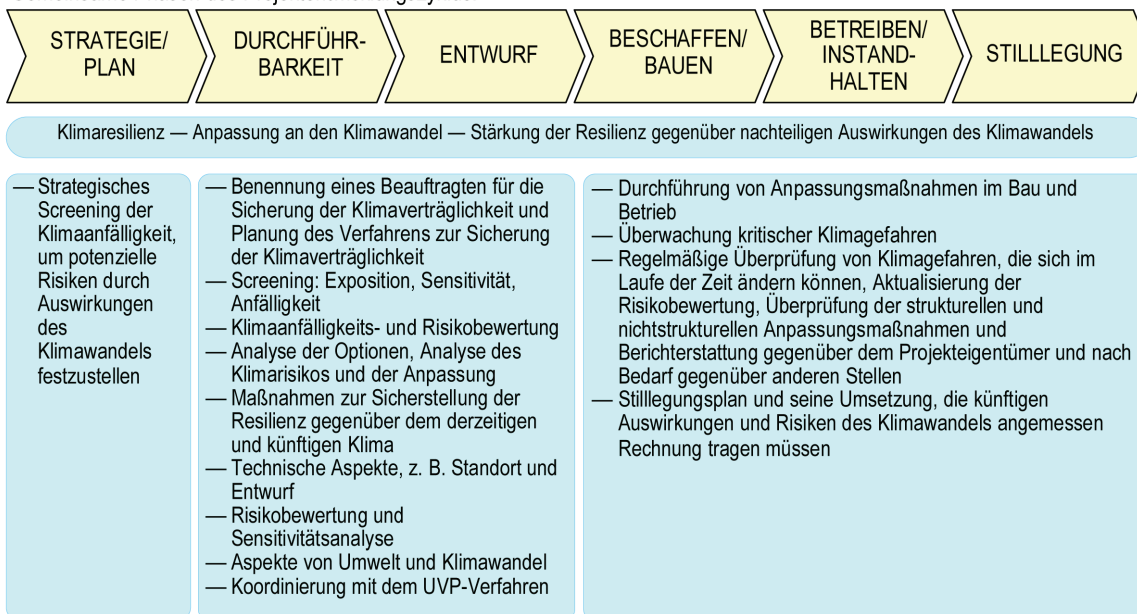 STRATEGIE/
PLAN
DURCHFÜHR-
BARKEIT
ENTWURF
BESCHAFFEN/
BAUEN
BETREIBEN/
INSTAND-
HALTEN
STILLLEGUNG
Klimaresilienz — Anpassung an den Klimawandel — Stärkung der Resilienz gegenüber nachteiligen Auswirkungen des Klimawandels
— Strategisches
Screening der
Klimaanfälligkeit,
um potenzielle
Risiken durch
Auswirkungen
des
Klimawandels
festzustellen
— Benennung eines Beauftragten für die
Sicherung der Klimaverträglichkeit und
Planung des Verfahrens zur Sicherung
der Klimaverträglichkeit
— Screening: Exposition, Sensitivität,
Anfälligkeit
— Klimaanfälligkeits- und Risikobewertung
— Analyse der Optionen, Analyse des
Klimarisikos und der Anpassung
— Maßnahmen zur Sicherstellung der
Resilienz gegenüber dem derzeitigen
und künftigen Klima
— Technische Aspekte, z. B. Standort und
Entwurf
— Risikobewertung und
Sensitivitätsanalyse
— Aspekte von Umwelt und Klimawandel
— Koordinierung mit dem UVP-Verfahren
— Durchführung von Anpassungsmaßnahmen im Bau und
Betrieb
— Überwachung kritischer Klimagefahren
— Regelmäßige Überprüfung von Klimagefahren, die sich im
Laufe der Zeit ändern können, Aktualisierung der
Risikobewertung, Überprüfung der strukturellen und
nichtstrukturellen Anpassungsmaßnahmen und
Berichterstattung gegenüber dem Projekteigentümer und nach
Bedarf gegenüber anderen Stellen
— Stilllegungsplan und seine Umsetzung, die künftigen
Auswirkungen und Risiken des Klimawandels angemessen
Rechnung tragen müssen